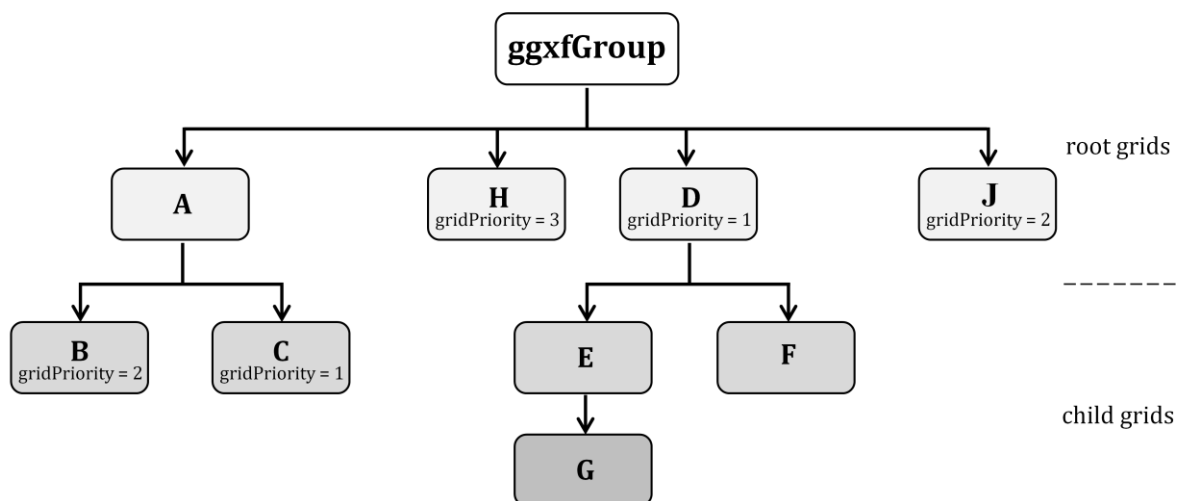 ggxfGroup
root grids
A
H
gridPriority = 3
D
gridPriority = 1
J
gridPriority = 2
B
gridPriority = 2
C
gridPriority = 1
E
F
child grids
G